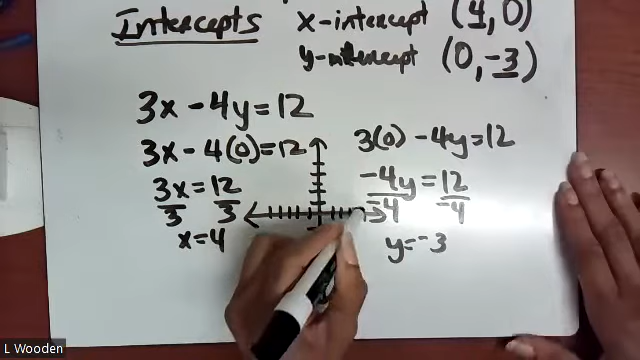 Intercepts
x-intercept (4, 0)
y-intercept (0, -3)
3x - 4y = 12
3x - 4(0) = 12
3x = 12
3 3
x = 4
3(0) - 4y = 12
-4y = 12
-4 -4
y = -3
L Wooden